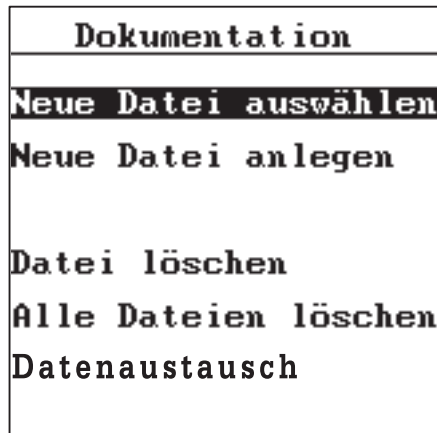 Dokumentation
Neue Datei auswählen
Neue Datei anlegen
Datei löschen
Alle Dateien löschen
Datenaustausch